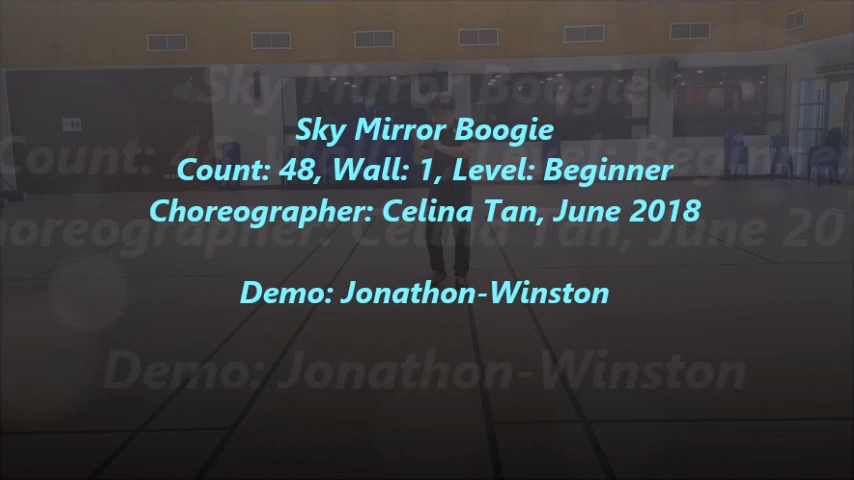 Sky Mirror Boogie
Count: 48, Wall: 1, Level: Beginner
Choreographer: Celina Tan, June 2018
Demo: Jonathon-Winston